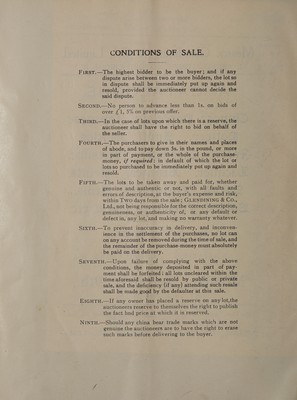 CONDITIONS OF SALE.
FIRST.—The highest bidder to be the buyer; and if any
dispute arise between two or more bidders, the lot so
in dispute shall be immediately put up again and
resold, provided the auctioneer cannot decide the
said dispute.
SECOND.—No person to advance less than 1s. on bids of
over £1, 5% on previous offer.
THIRD.—In the case of lots upon which there is a reserve, the
auctioneer shall have the right to bid on behalf of
the seller.
FOURTH.—The purchasers to give in their names and places
of abode, and to pay down 5s. in the pound, or more
in part of payment, or the whole of the purchase-
money, if required: in default of which the lot or
lots so purchased to be immediately put up again and
resold.
FIFTH.—The lots to be taken away and paid for, whether
genuine and authentic or not, with all faults and
errors of description, at the buyer's expense and risk,
within TWO days from the sale; GLENDINING & CO.,
LTD., not being responsible for the correct description,
genuineness, or authenticity of, or any default or
defect in, any lot, and making no warranty whatever.
SIXTH.—To prevent inaccuracy in delivery, and inconven-
ience in the settlement of the purchases, no lot can
on any account be removed during the time of sale, and
the remainder of the purchase-money must absolutely
be paid on the delivery.
SEVENTH.—Upon failure of complying with the above
conditions, the money deposited in part of pay-
ment shall be forfeited: all lots uncleared within the
time aforesaid shall be resold by public or private
sale, and the deficiency (if any) attending such resale
shall be made good by the defaulter at this sale.
EIGHTH.—If any owner has placed a reserve on any lot, the
auctioneers reserve to themselves the right to publish
the fact and price at which it is reserved.
NINTH.—Should any china bear trade marks which are not
genuine the auctioneers are to have the right to erase
such marks before delivering to the buyer.